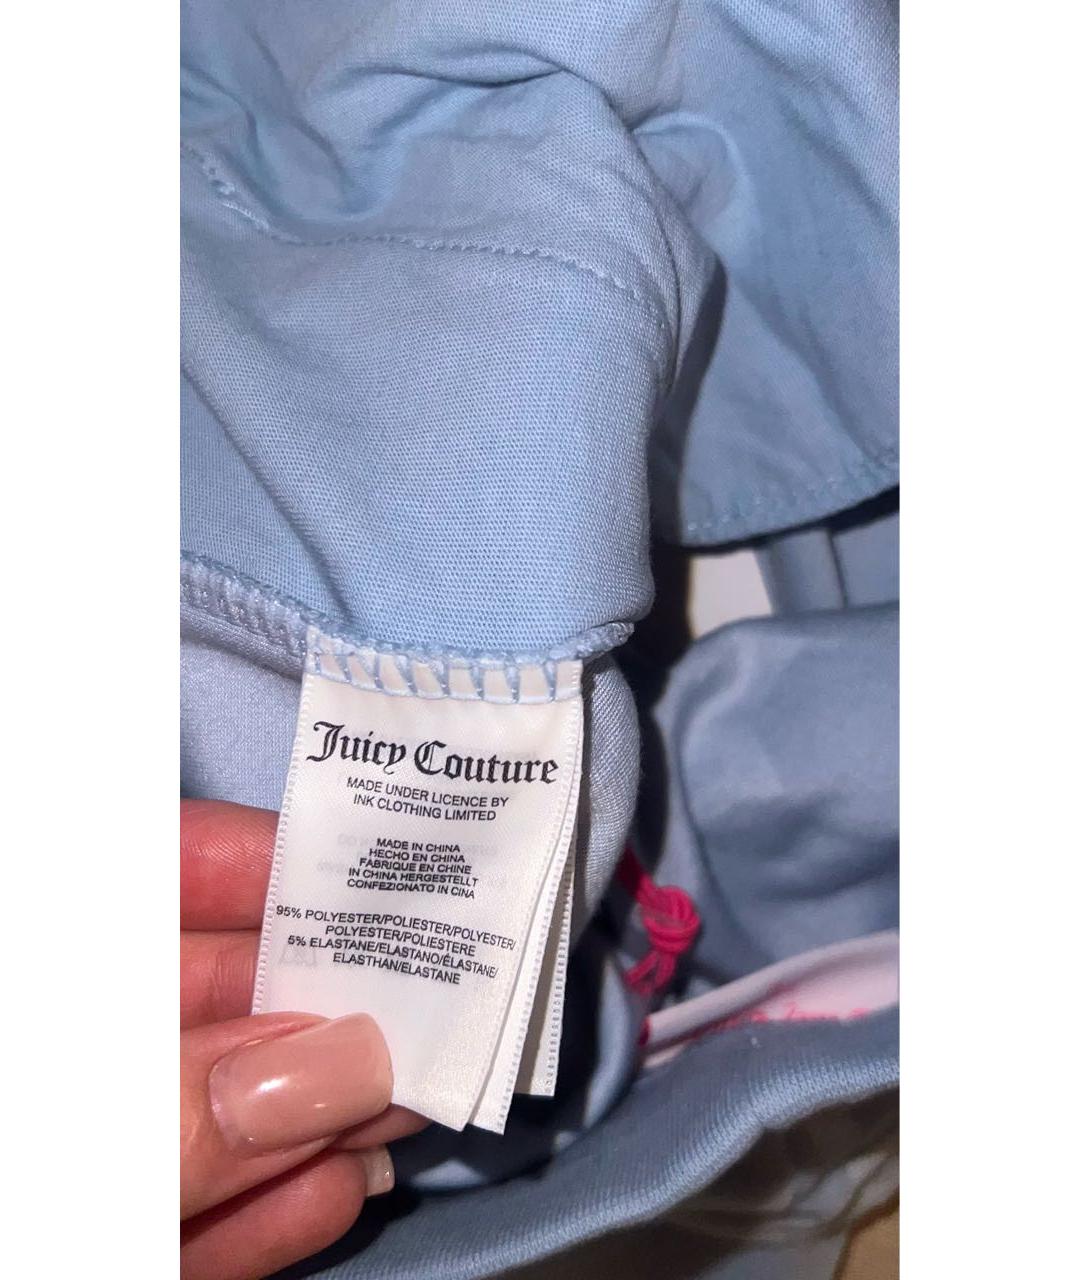 Juicy Couture
MADE UNDER LICENCE BY
INK CLOTHING LIMITED
MADE IN CHINA
HECHO EN CHINA
FABRIQUE EN CHINE
IN CHINA HERGESTELLT
CONFEZIONATO IN CINA
95% POLYESTER/POLIESTER/POLYESTER/
POLYESTER/POLIESTERE
5% ELASTANE/ELASTANO/ÉLASTANE/
ELASTHAN/ELASTANE